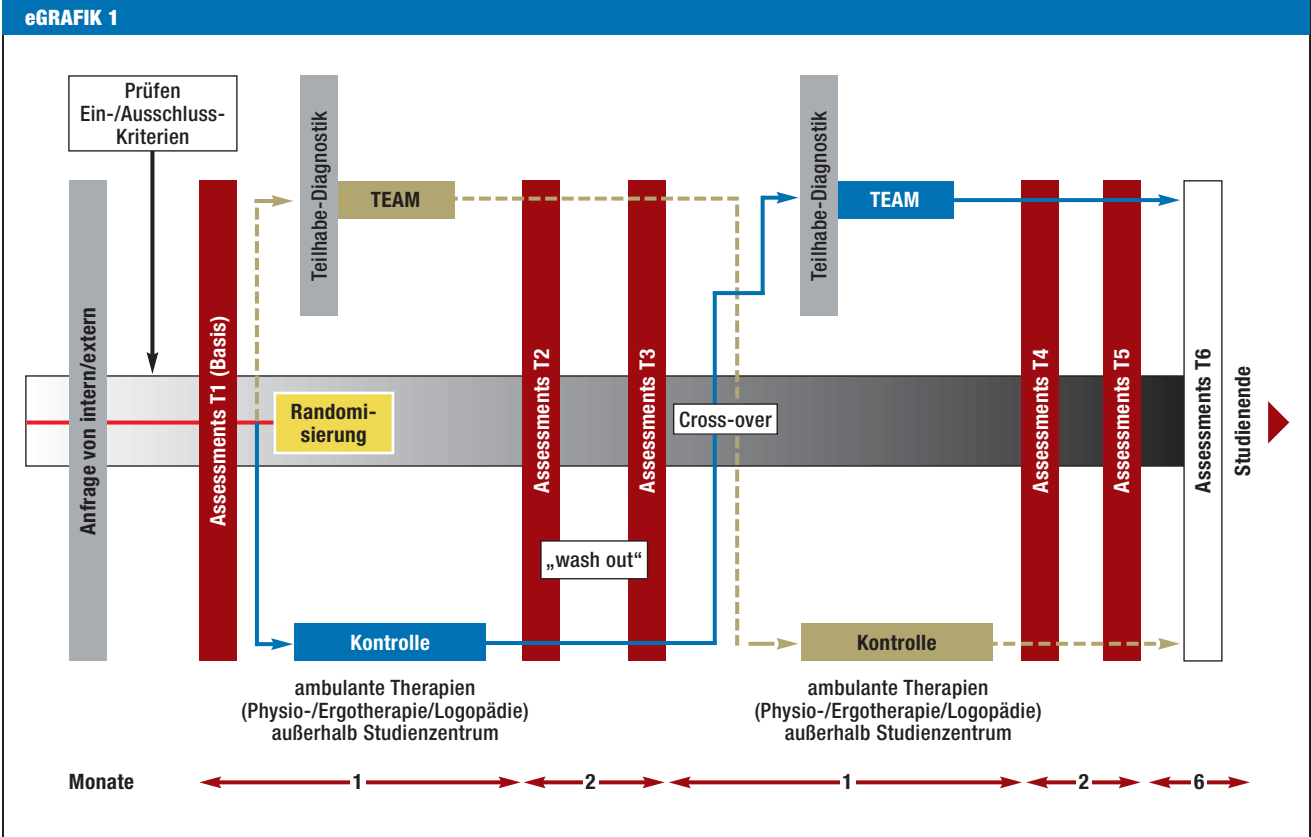 eGRAFIK 1
Prüfen
Ein-/Ausschluss-
Kriterien
Anfrage von intern/extern
Assessments T1 (Basis)
Teilhabe-Diagnostik
TEAM
Randomi-
sierung
Kontrolle
ambulante Therapien
(Physio-/Ergotherapie/Logopädie)
außerhalb Studienzentrum
Assessments T2
„wash out“
Assessments T3
Cross-over
Teilhabe-Diagnostik
TEAM
Kontrolle
ambulante Therapien
(Physio-/Ergotherapie/Logopädie)
außerhalb Studienzentrum
Assessments T4
Assessments T5
Assessments T6
Studienende
Monate 1 2 1 2 6